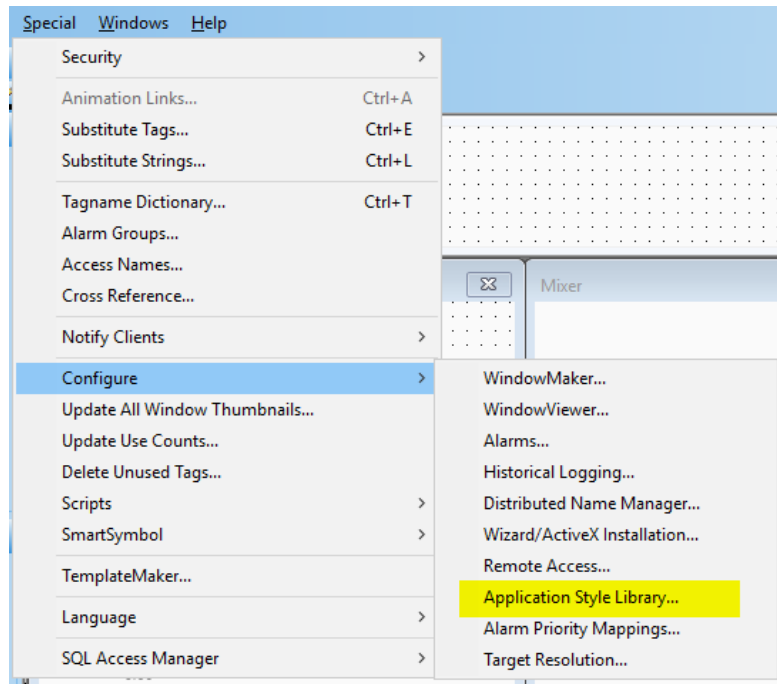 Special Windows Help
Security
Animation Links... Ctrl+A
Substitute Tags... Ctrl+E
Substitute Strings... Ctrl+L
Tagname Dictionary... Ctrl+T
Alarm Groups...
Access Names...
Cross Reference...
Mixer
Notify Clients
Configure
Update All Window Thumbnails...
Update Use Counts...
Delete Unused Tags...
Scripts
SmartSymbol
TemplateMaker...
Language
SQL Access Manager
WindowMaker...
WindowViewer...
Alarms...
Historical Logging...
Distributed Name Manager...
Wizard/ActiveX Installation...
Remote Access...
Application Style Library...
Alarm Priority Mappings...
Target Resolution...